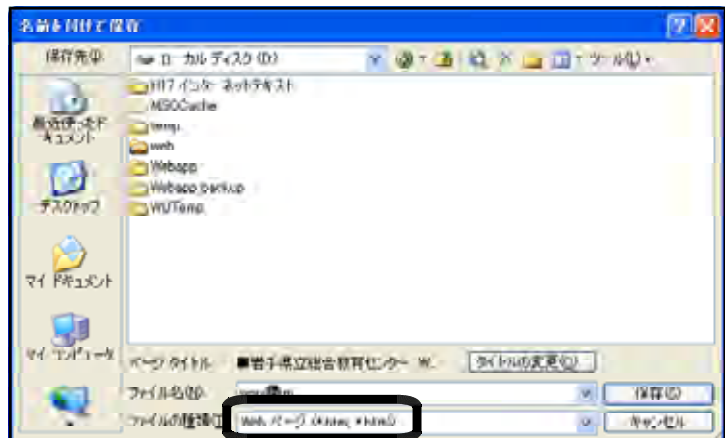 名前を付けて保存
保存先(I):
ローカル ディスク (D:)
ツール(L)
H17 インターネットテキスト
MSOCache
temp
web
Webapp
Webapp backup
WUTemp
最近使ったド
キュメント
デスクトップ
マイ ドキュメント
マイ コンピュータ
ページ タイトル:
■岩手県立総合教育センター W...
タイトルの変更(C)...
ファイル名(N):
保存(S)
ファイルの種類(T):
Web ページ (*.htm; *.html)
キャンセル